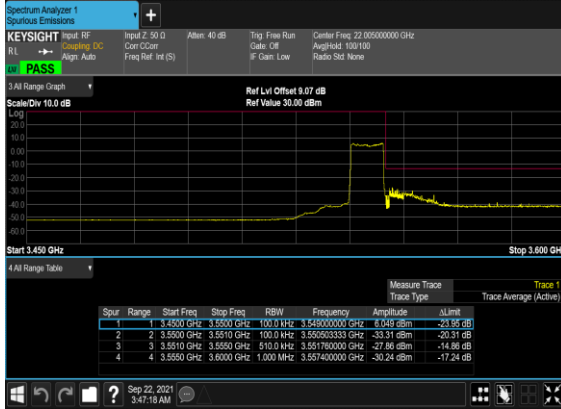 Spectrum Analyzer 1
Spurious Emissions
+
KEYSIGHT Input: RF Input Z: 50 Ω Atten: 40 dB Trig: Free Run Center Freq: 22.005000000 GHz
RL Coupling: DC Corr CCorr Gate: Off Avg|Hold: 100/100
Align: Auto Freq Ref: Int (S) IF Gain: Low Radio Std: None
PASS
3 All Range Graph Ref Lvl Offset 9.07 dB
Scale/Div 10.0 dB Ref Value 30.00 dBm
Log
20.0
10.0
0.00
-10.0
-20.0
-30.0
-40.0
-50.0
-60.0
Start 3.450 GHz Stop 3.600 GH
4 All Range Table
Measure Trace Trace 1
Trace Type Trace Average (Active)
Spur Range Start Freq Stop Freq RBW Frequency Amplitude ΔLimit
1 1 3.4500 GHz 3.5500 GHz 100.0 kHz 3.549000000 GHz 6.049 dBm -23.95 dB
2 2 3.5500 GHz 3.5510 GHz 100.0 kHz 3.550503333 GHz -33.31 dBm -20.31 dB
3 3 3.5510 GHz 3.5550 GHz 510.0 kHz 3.551760000 GHz -27.86 dBm -14.86 dB
4 4 3.5550 GHz 3.6000 GHz 1.000 MHz 3.557400000 GHz -30.24 dBm -17.24 dB
? Sep 22, 2021
3:47:18 AM